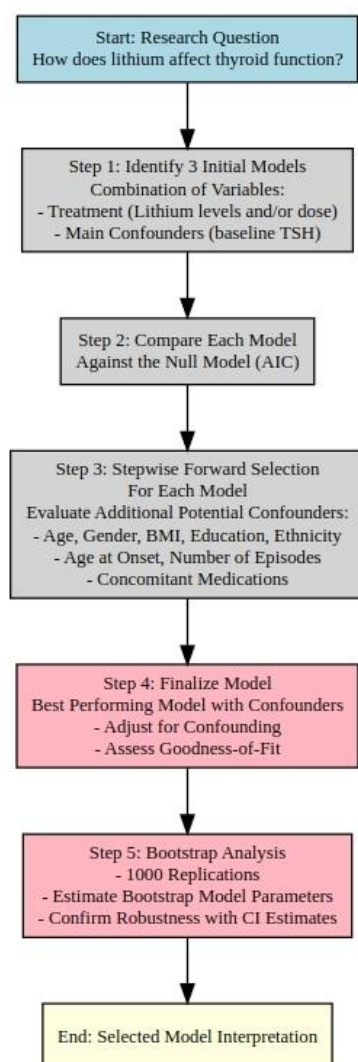 Start: Research Question
How does lithium affect thyroid function?
Step 1: Identify 3 Initial Models
Combination of Variables:
- Treatment (Lithium levels and/or dose)
- Main Confounders (baseline TSH)
Step 2: Compare Each Model
Against the Null Model (AIC)
Step 3: Stepwise Forward Selection
For Each Model
Evaluate Additional Potential Confounders:
- Age, Gender, BMI, Education, Ethnicity
- Age at Onset, Number of Episodes
- Concomitant Medications
Step 4: Finalize Model
Best Performing Model with Confounders
- Adjust for Confounding
- Assess Goodness-of-Fit
Step 5: Bootstrap Analysis
- 1000 Replications
- Estimate Bootstrap Model Parameters
- Confirm Robustness with CI Estimates
End: Selected Model Interpretation